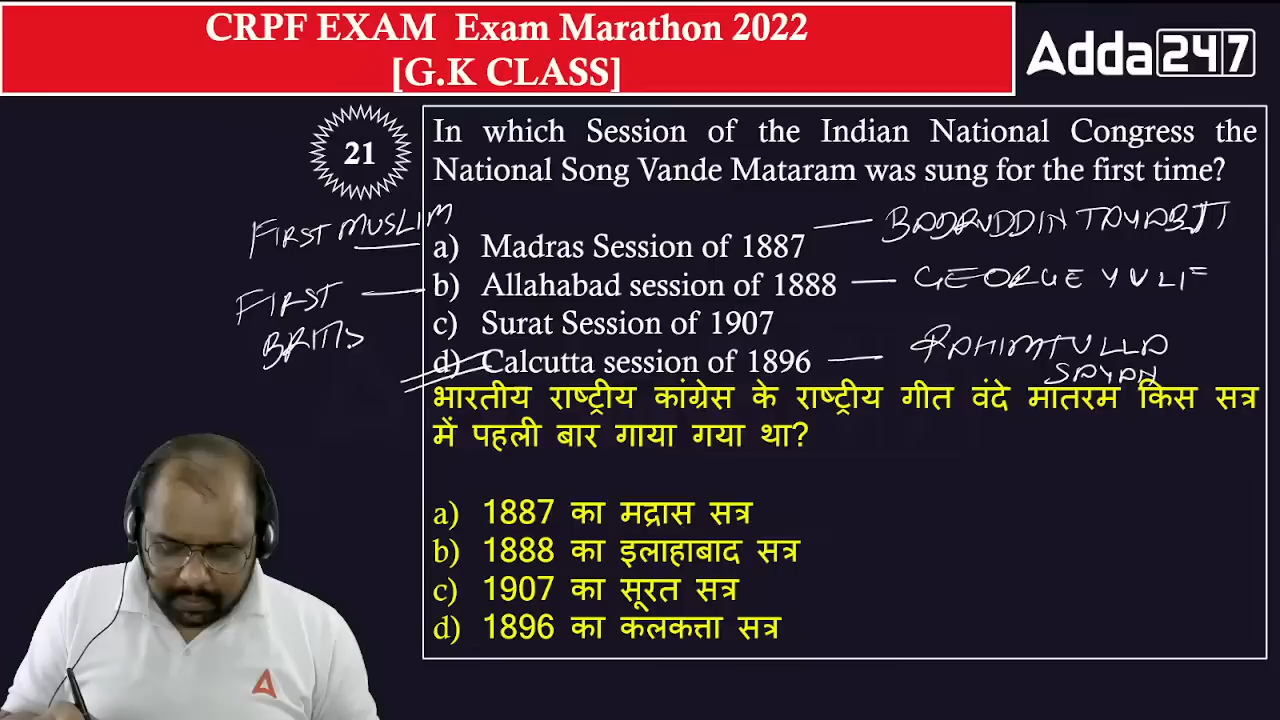 CRPF EXAM Exam Marathon 2022
[G.K CLASS]
Adda247
21
In which Session of the Indian National Congress the
National Song Vande Mataram was sung for the first time?
FIRST MUSLIM
a) Madras Session of 1887
BADRUDDIN TAYABJI
FIRST
b) Allahabad session of 1888
GEORGE YULE
c) Surat Session of 1907
d) Calcutta session of 1896
RAHIMTULLA
भारतीय राष्ट्रीय कांग्रेस के राष्ट्रीय गीत वंदे मातरम किस सत्र
में पहली बार गाया गया था?
a) 1887 का मद्रास सत्र
b) 1888 का इलाहाबाद सत्र
c) 1907 का सूरत सत्र
d) 1896 का कलकत्ता सत्र